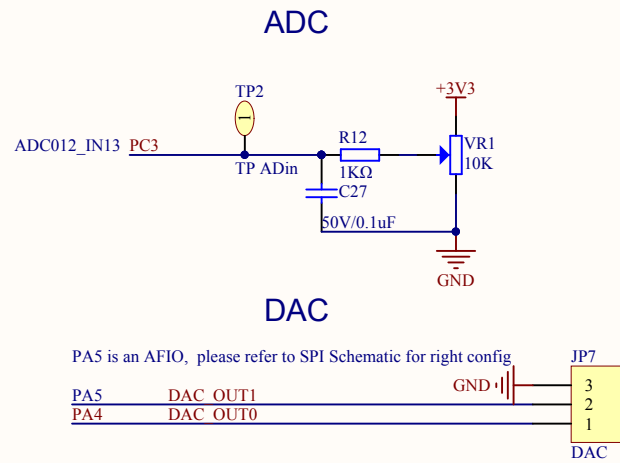 ADC
TP2
1
+3V3
ADC012_IN13 PC3
TP ADin
R12
1KΩ
VR1
10K
C27
50V/0.1uF
GND
DAC
PA5 is an AFIO, please refer to SPI Schematic for right config
JP7
GND
3
PA5 DAC_OUT1
2
PA4 DAC_OUT0
1
DAC